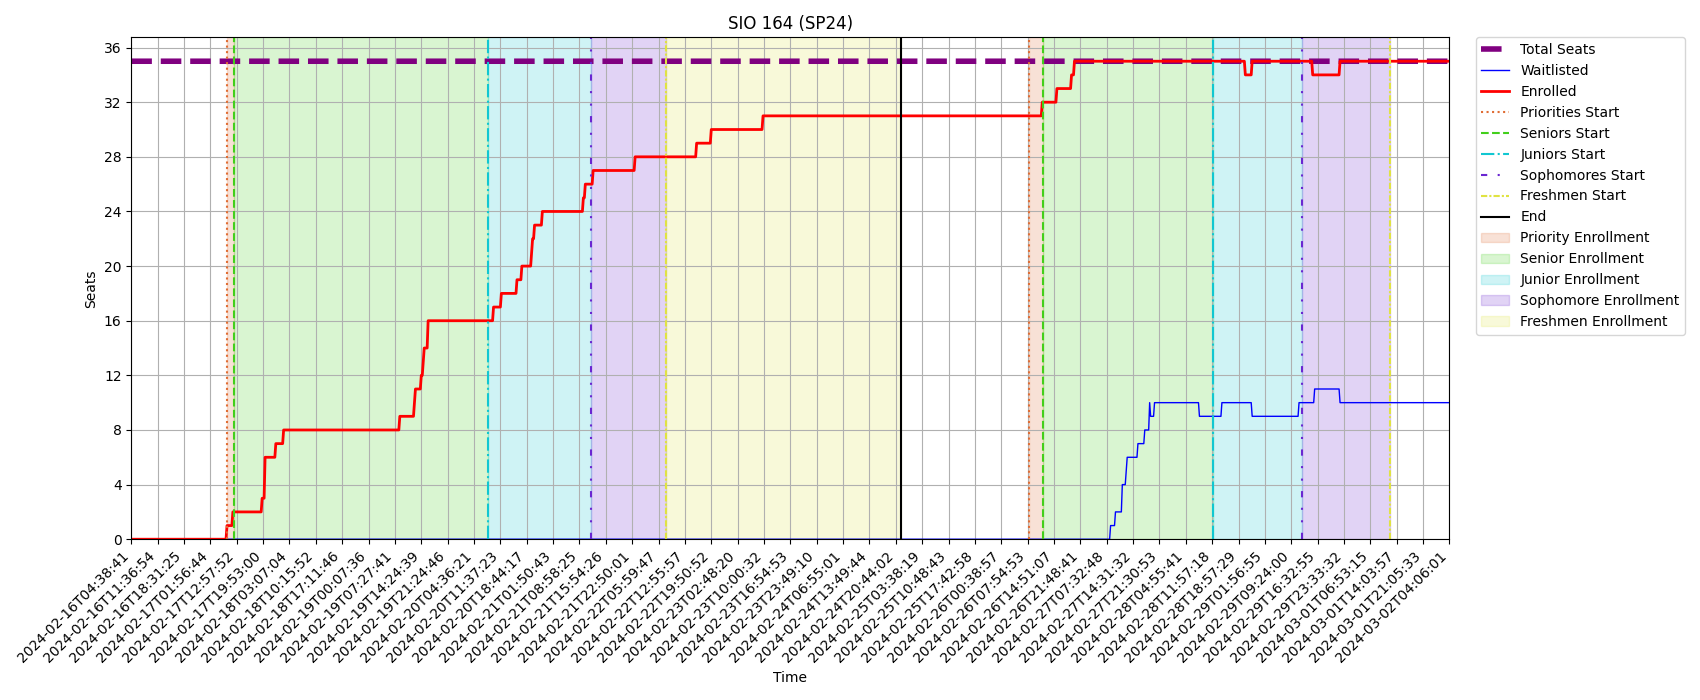 SIO 164 (SP24)
36
32
28
24
20
16
12
8
4
0
Seats
2024-02-16T04:38:41
2024-02-16T11:36:54
2024-02-16T18:31:25
2024-02-17T01:56:44
2024-02-17T12:57:52
2024-02-17T19:53:00
2024-02-18T03:07:04
2024-02-18T10:15:52
2024-02-18T17:11:46
2024-02-19T00:07:36
2024-02-19T07:27:41
2024-02-19T14:24:39
2024-02-19T21:24:46
2024-02-20T04:36:21
2024-02-20T11:37:23
2024-02-20T18:44:17
2024-02-21T01:50:43
2024-02-21T08:58:25
2024-02-21T15:54:26
2024-02-21T22:50:01
2024-02-22T05:59:47
2024-02-22T12:55:57
2024-02-22T19:50:52
2024-02-23T02:48:20
2024-02-23T10:00:32
2024-02-23T16:54:53
2024-02-23T23:49:10
2024-02-24T06:55:01
2024-02-24T13:49:44
2024-02-24T20:44:02
2024-02-25T03:38:19
2024-02-25T10:48:43
2024-02-25T17:42:58
2024-02-26T00:38:57
2024-02-26T07:54:53
2024-02-26T14:51:07
2024-02-26T21:48:41
2024-02-27T07:32:48
2024-02-27T14:31:32
2024-02-27T21:30:53
2024-02-28T04:55:41
2024-02-28T11:57:18
2024-02-28T18:57:29
2024-02-29T01:56:55
2024-02-29T09:24:00
2024-02-29T16:32:55
2024-02-29T23:33:32
2024-03-01T06:53:15
2024-03-01T14:03:57
2024-03-01T21:05:33
2024-03-02T04:06:01
Time
Total Seats
Waitlisted
Enrolled
Priorities Start
Seniors Start
Juniors Start
Sophomores Start
Freshmen Start
End
Priority Enrollment
Senior Enrollment
Junior Enrollment
Sophomore Enrollment
Freshmen Enrollment